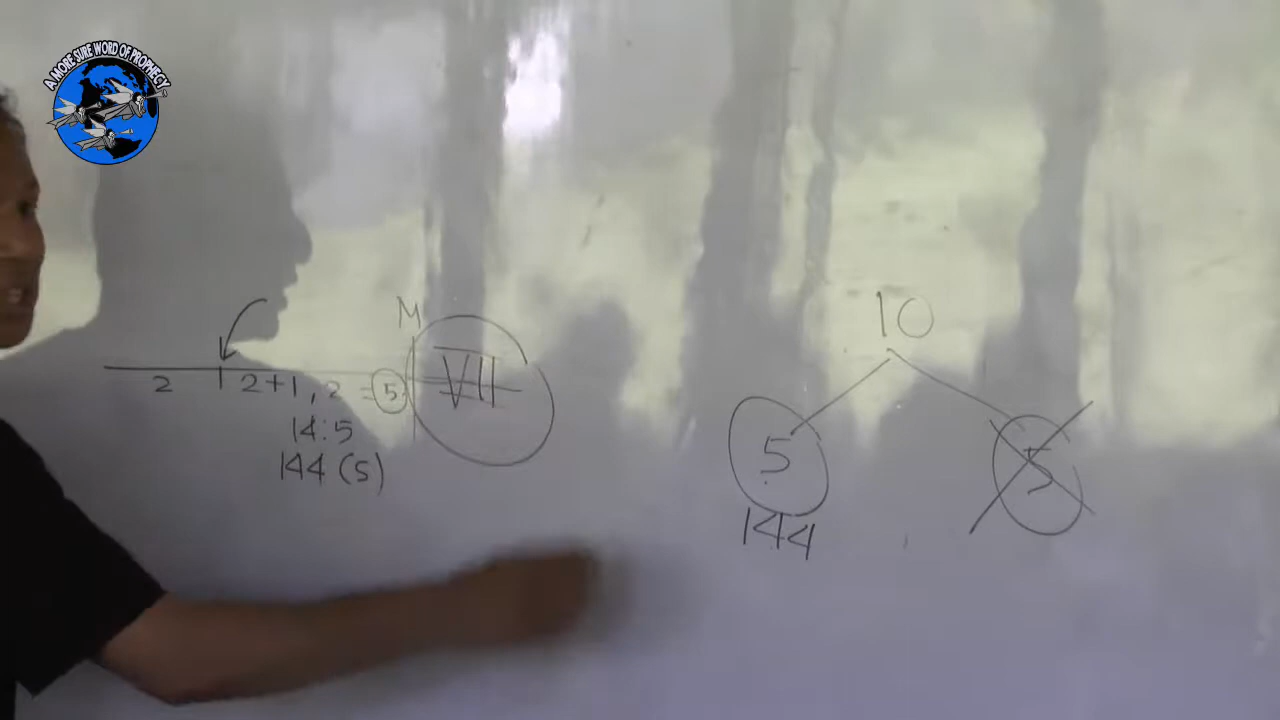 A MORE SURE WORD OF PROPHECY
M
VII
2 2+1, 2 = 5
14:5
144 (5)
10
5 5
144